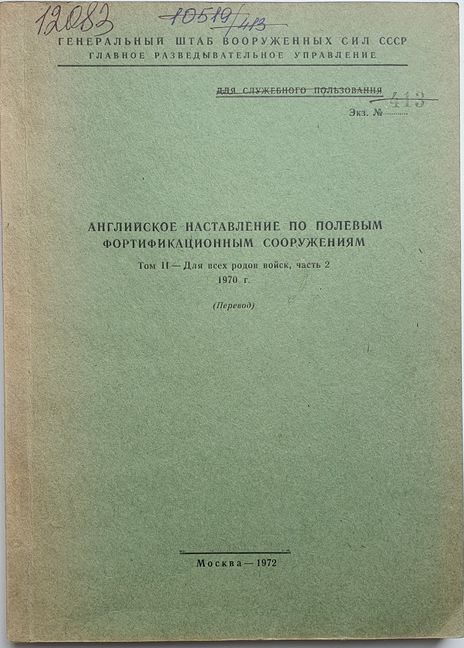 12083 10519/413
ГЕНЕРАЛЬНЫЙ ШТАБ ВООРУЖЕННЫХ СИЛ СССР
ГЛАВНОЕ РАЗВЕДЫВАТЕЛЬНОЕ УПРАВЛЕНИЕ
ДЛЯ СЛУЖЕБНОГО ПОЛЬЗОВАНИЯ
Экз. № 413
АНГЛИЙСКОЕ НАСТАВЛЕНИЕ ПО ПОЛЕВЫМ
ФОРТИФИКАЦИОННЫМ СООРУЖЕНИЯМ
Том II — Для всех родов войск, часть 2
1970 г.
(Перевод)
Москва — 1972